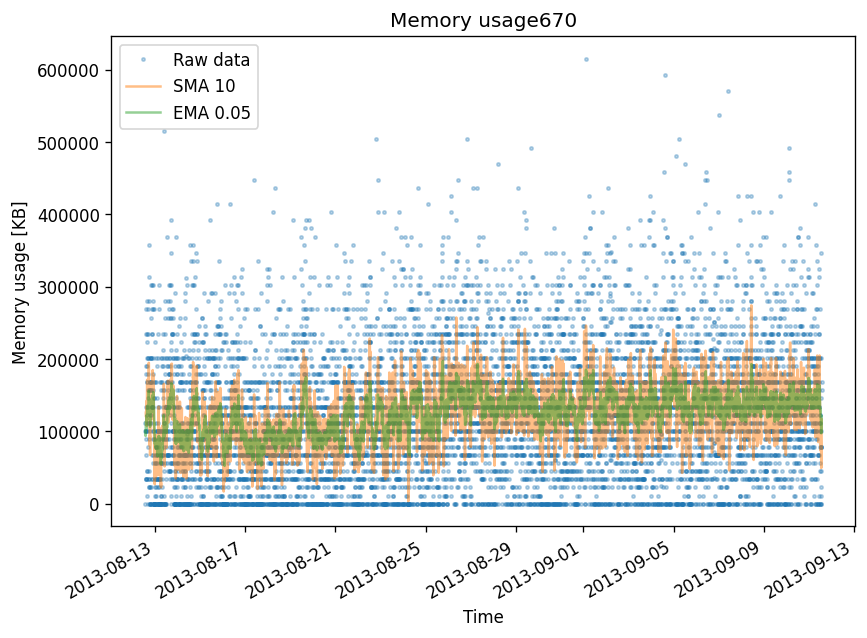 Memory usage670
Raw data
SMA 10
EMA 0.05
Memory usage [KB]
600000
500000
400000
300000
200000
100000
0
2013-08-13
2013-08-17
2013-08-21
2013-08-25
2013-08-29
2013-09-01
2013-09-05
2013-09-09
2013-09-13
Time